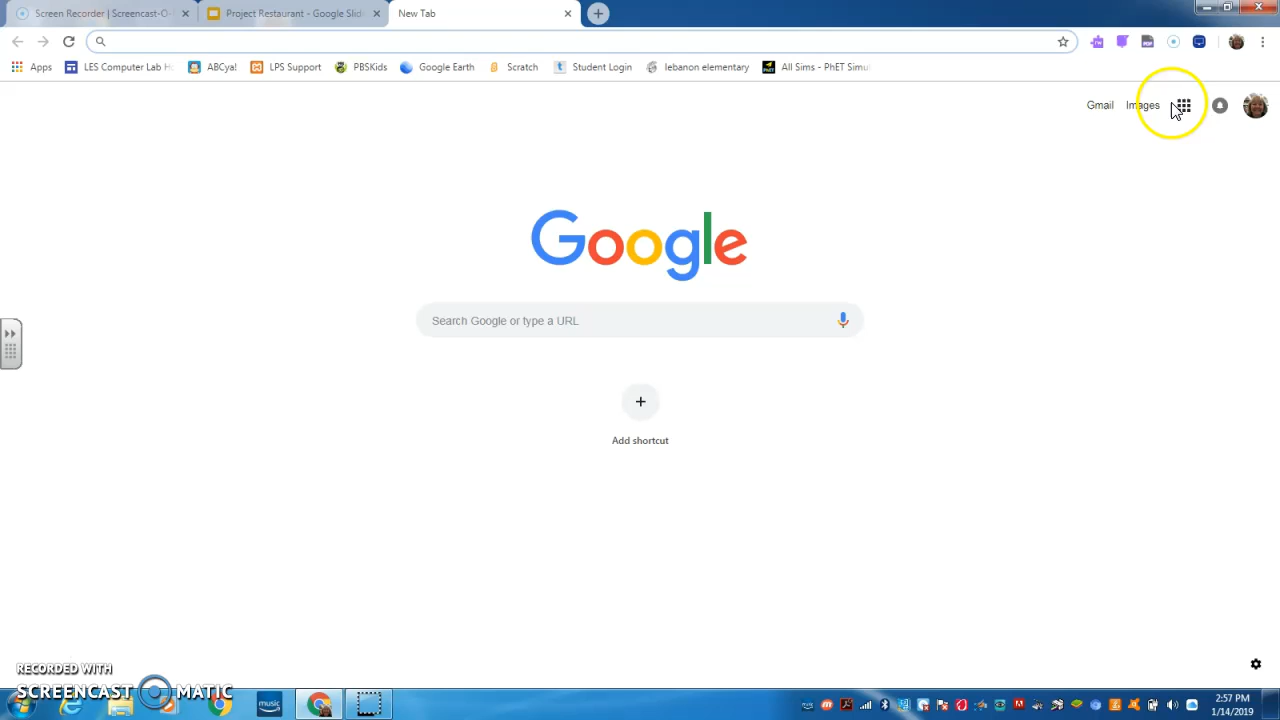 Screen Recorder | Screencast-O-
Project Restaurant - Google Slid
New Tab
Apps
LES Computer Lab H
ABCya!
LPS Support
PBSKids
Google Earth
Scratch
Student Login
lebanon elementary
All Sims - PhET Simu
Gmail
Images
Google
Search Google or type a URL
Add shortcut
RECORDED WITH
SCREENCAST MATIC
music
2:57 PM
1/14/2019